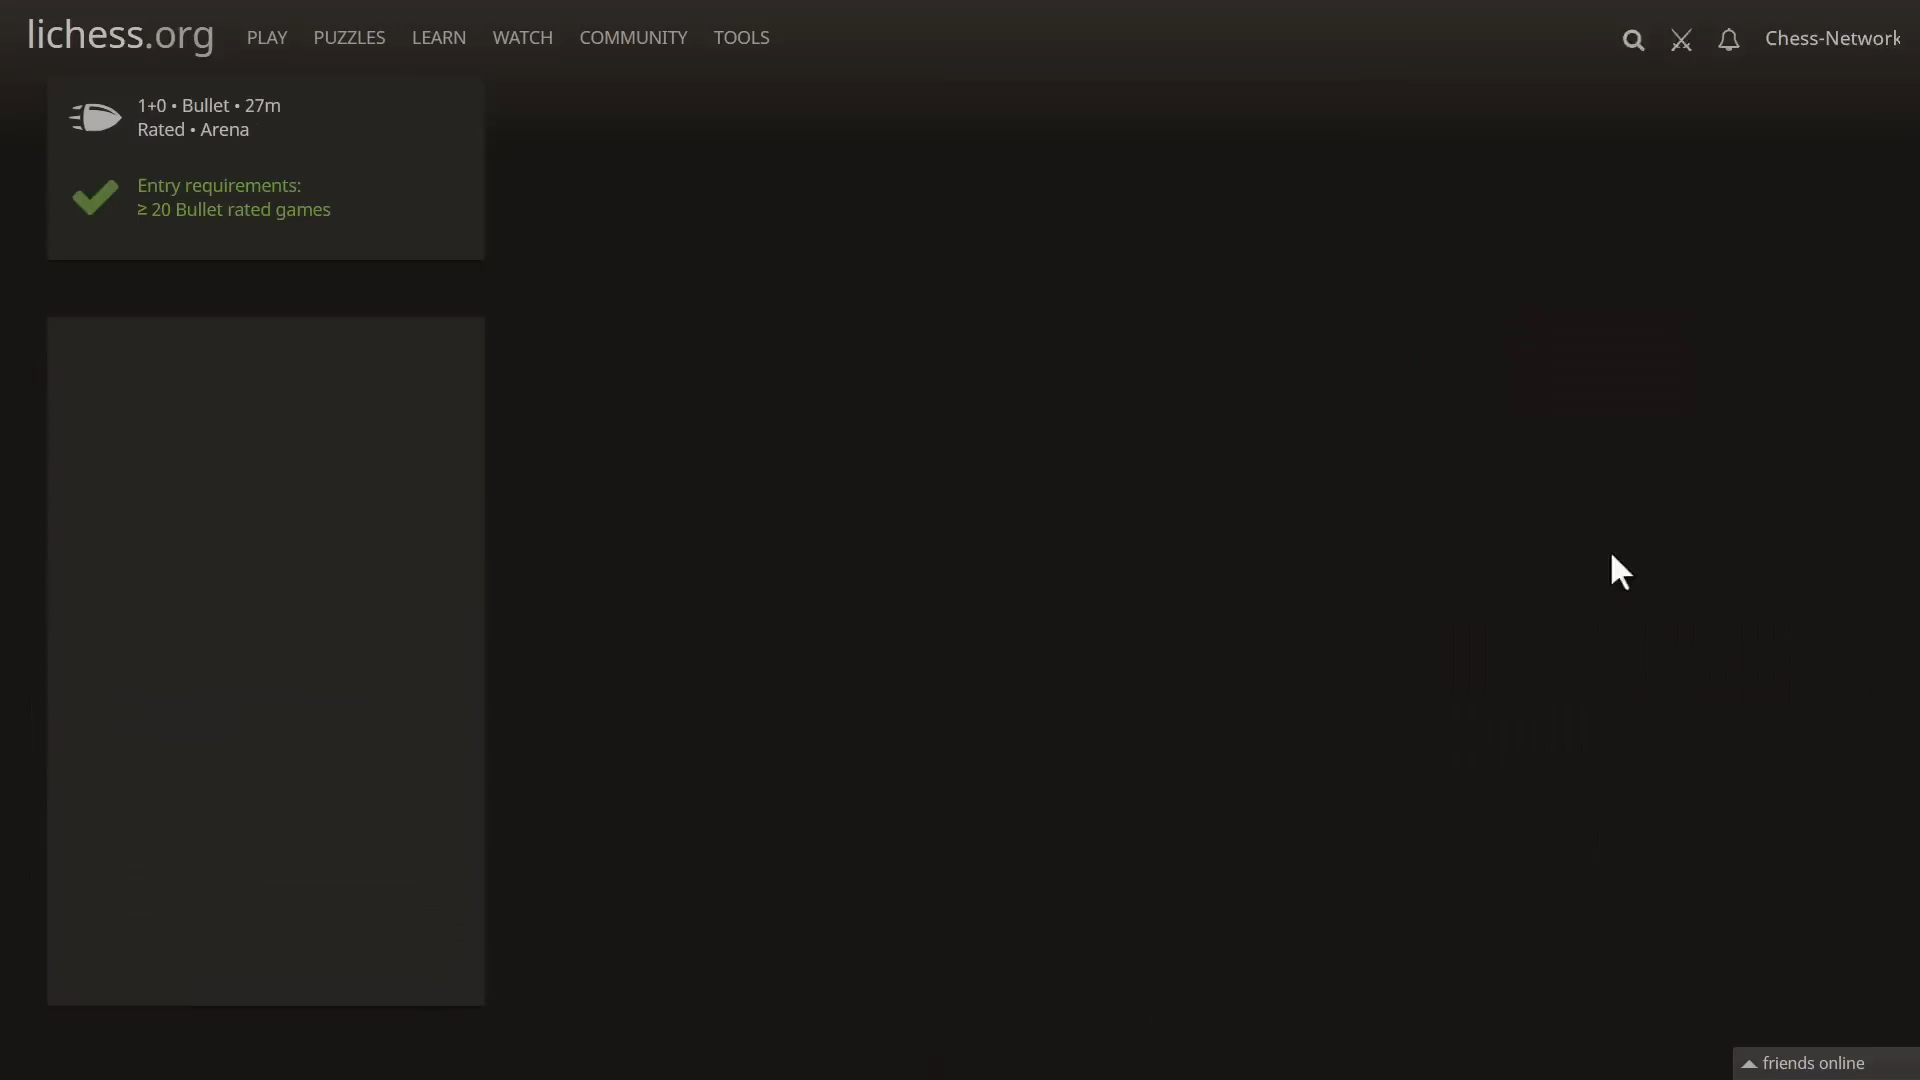 lichess.org PLAY PUZZLES LEARN WATCH COMMUNITY TOOLS Chess-Network
1+0 • Bullet • 27m
Rated • Arena
Entry requirements:
≥ 20 Bullet rated games
friends online